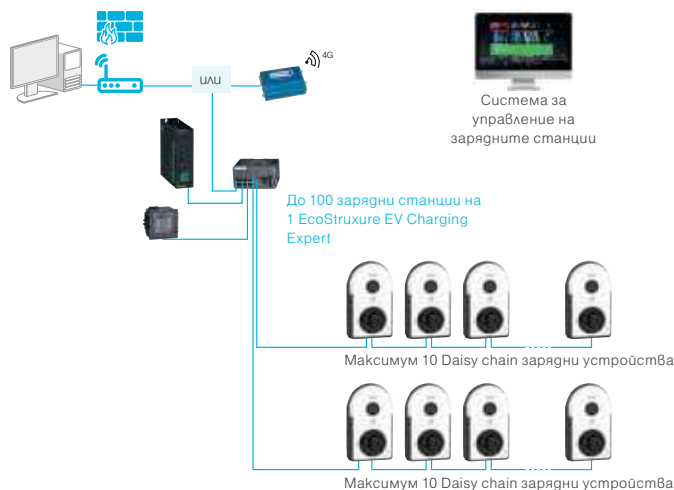 или
4G
Система за
управление на
зарядните станции
До 100 зарядни станции на
1 EcoStruxure EV Charging
Expert
Максимум 10 Daisy chain зарядни устройства
Максимум 10 Daisy chain зарядни устройства